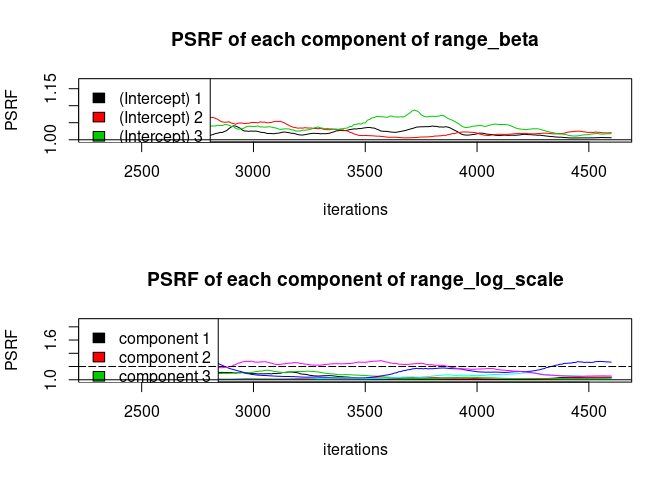 PSRF of each component of range_beta
PSRF
1.15
1.00
(Intercept) 1
(Intercept) 2
(Intercept) 3
2500 3000 3500 4000 4500
iterations
PSRF of each component of range_log_scale
PSRF
1.6
1.0
component 1
component 2
component 3
2500 3000 3500 4000 4500
iterations